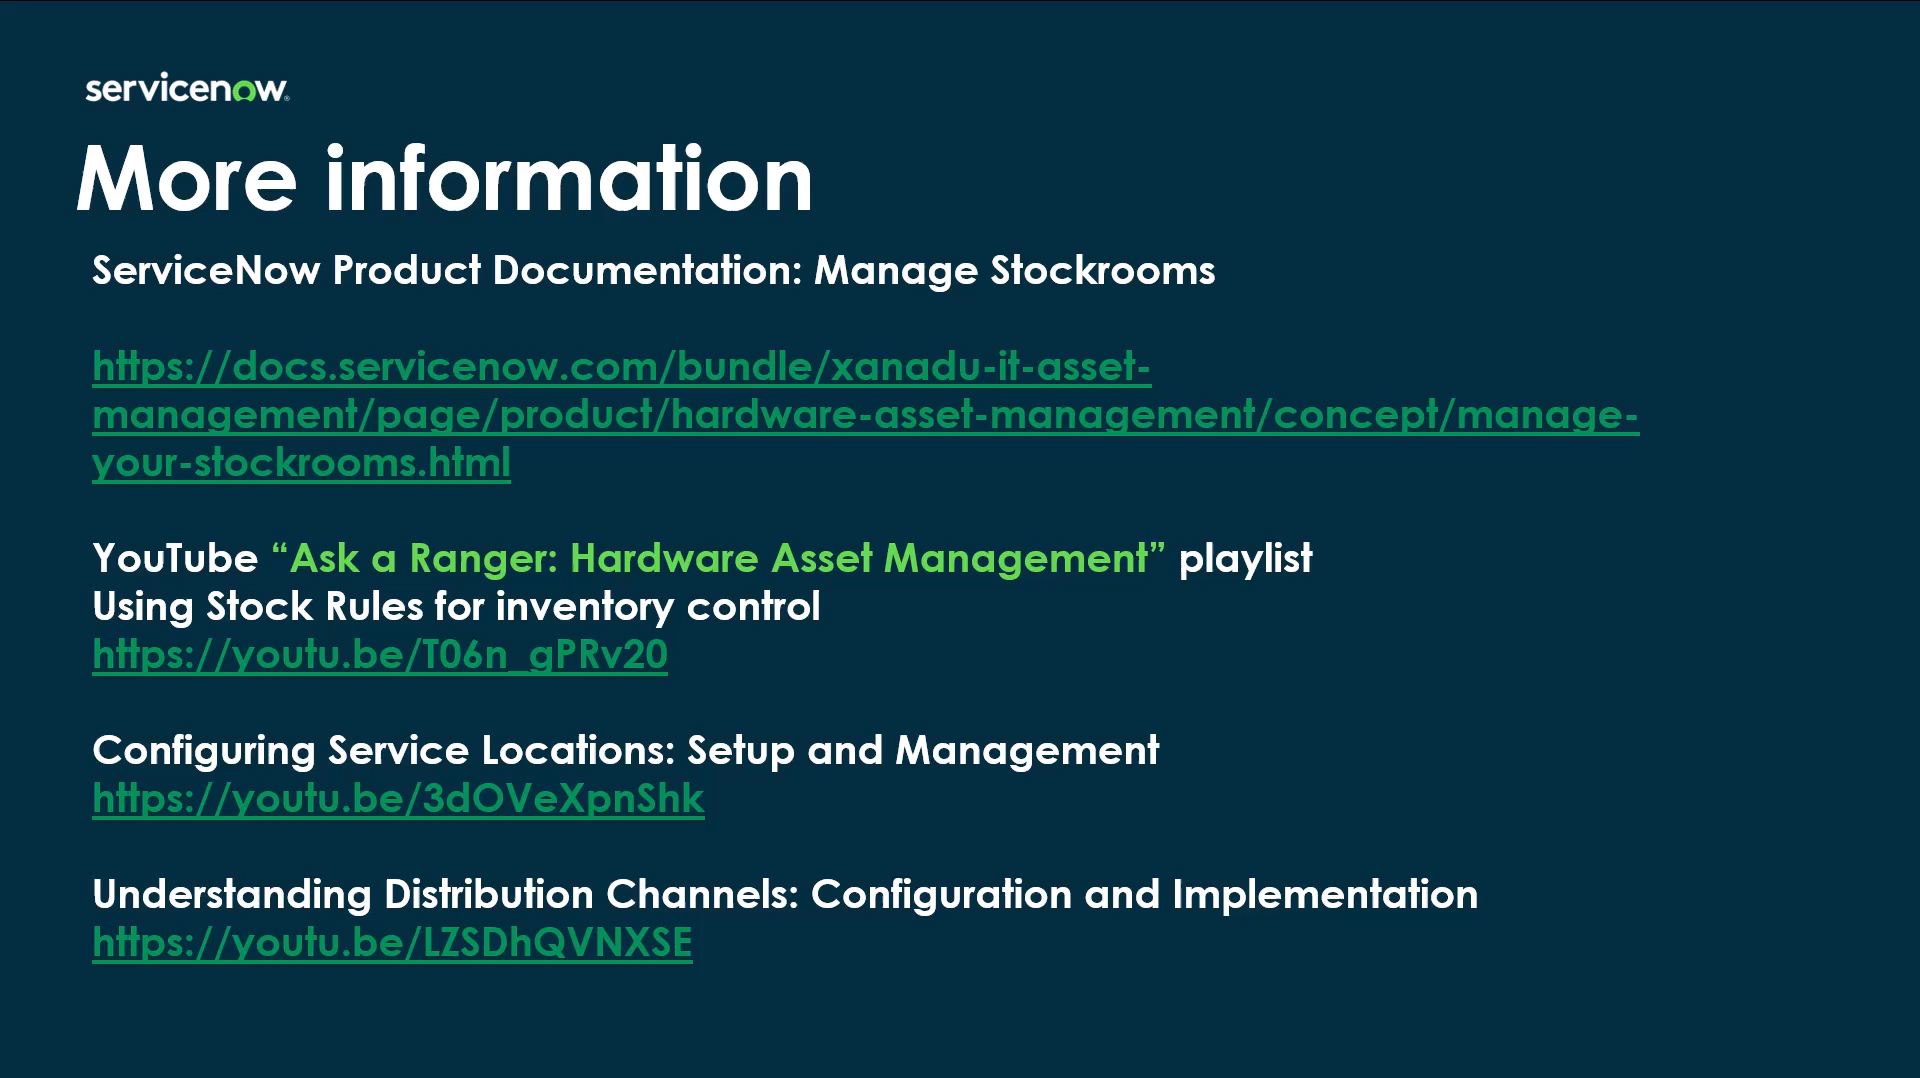 servicenow
More information
ServiceNow Product Documentation: Manage Stockrooms
https://docs.servicenow.com/bundle/xanadu-it-asset-
management/page/product/hardware-asset-management/concept/manage-
your-stockrooms.html
YouTube “Ask a Ranger: Hardware Asset Management” playlist
Using Stock Rules for inventory control
https://youtu.be/T06n_gPRv20
Configuring Service Locations: Setup and Management
https://youtu.be/3dOVeXpnShk
Understanding Distribution Channels: Configuration and Implementation
https://youtu.be/LZSDhQVNXSE